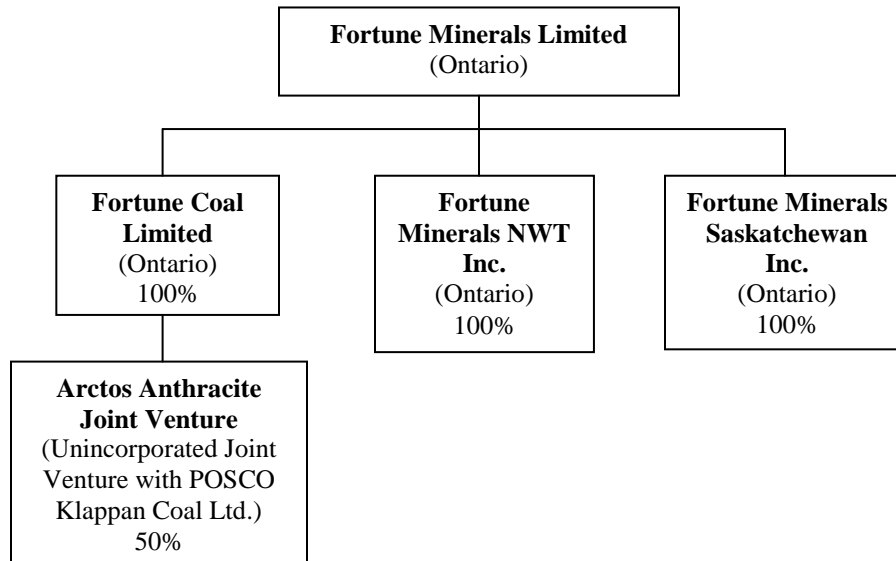 Fortune Minerals Limited
(Ontario)
Fortune Coal
Limited
(Ontario)
100%
Fortune
Minerals NWT
Inc.
(Ontario)
100%
Fortune Minerals
Saskatchewan
Inc.
(Ontario)
100%
Arctos Anthracite
Joint Venture
(Unincorporated Joint
Venture with POSCO
Klappan Coal Ltd.)
50%